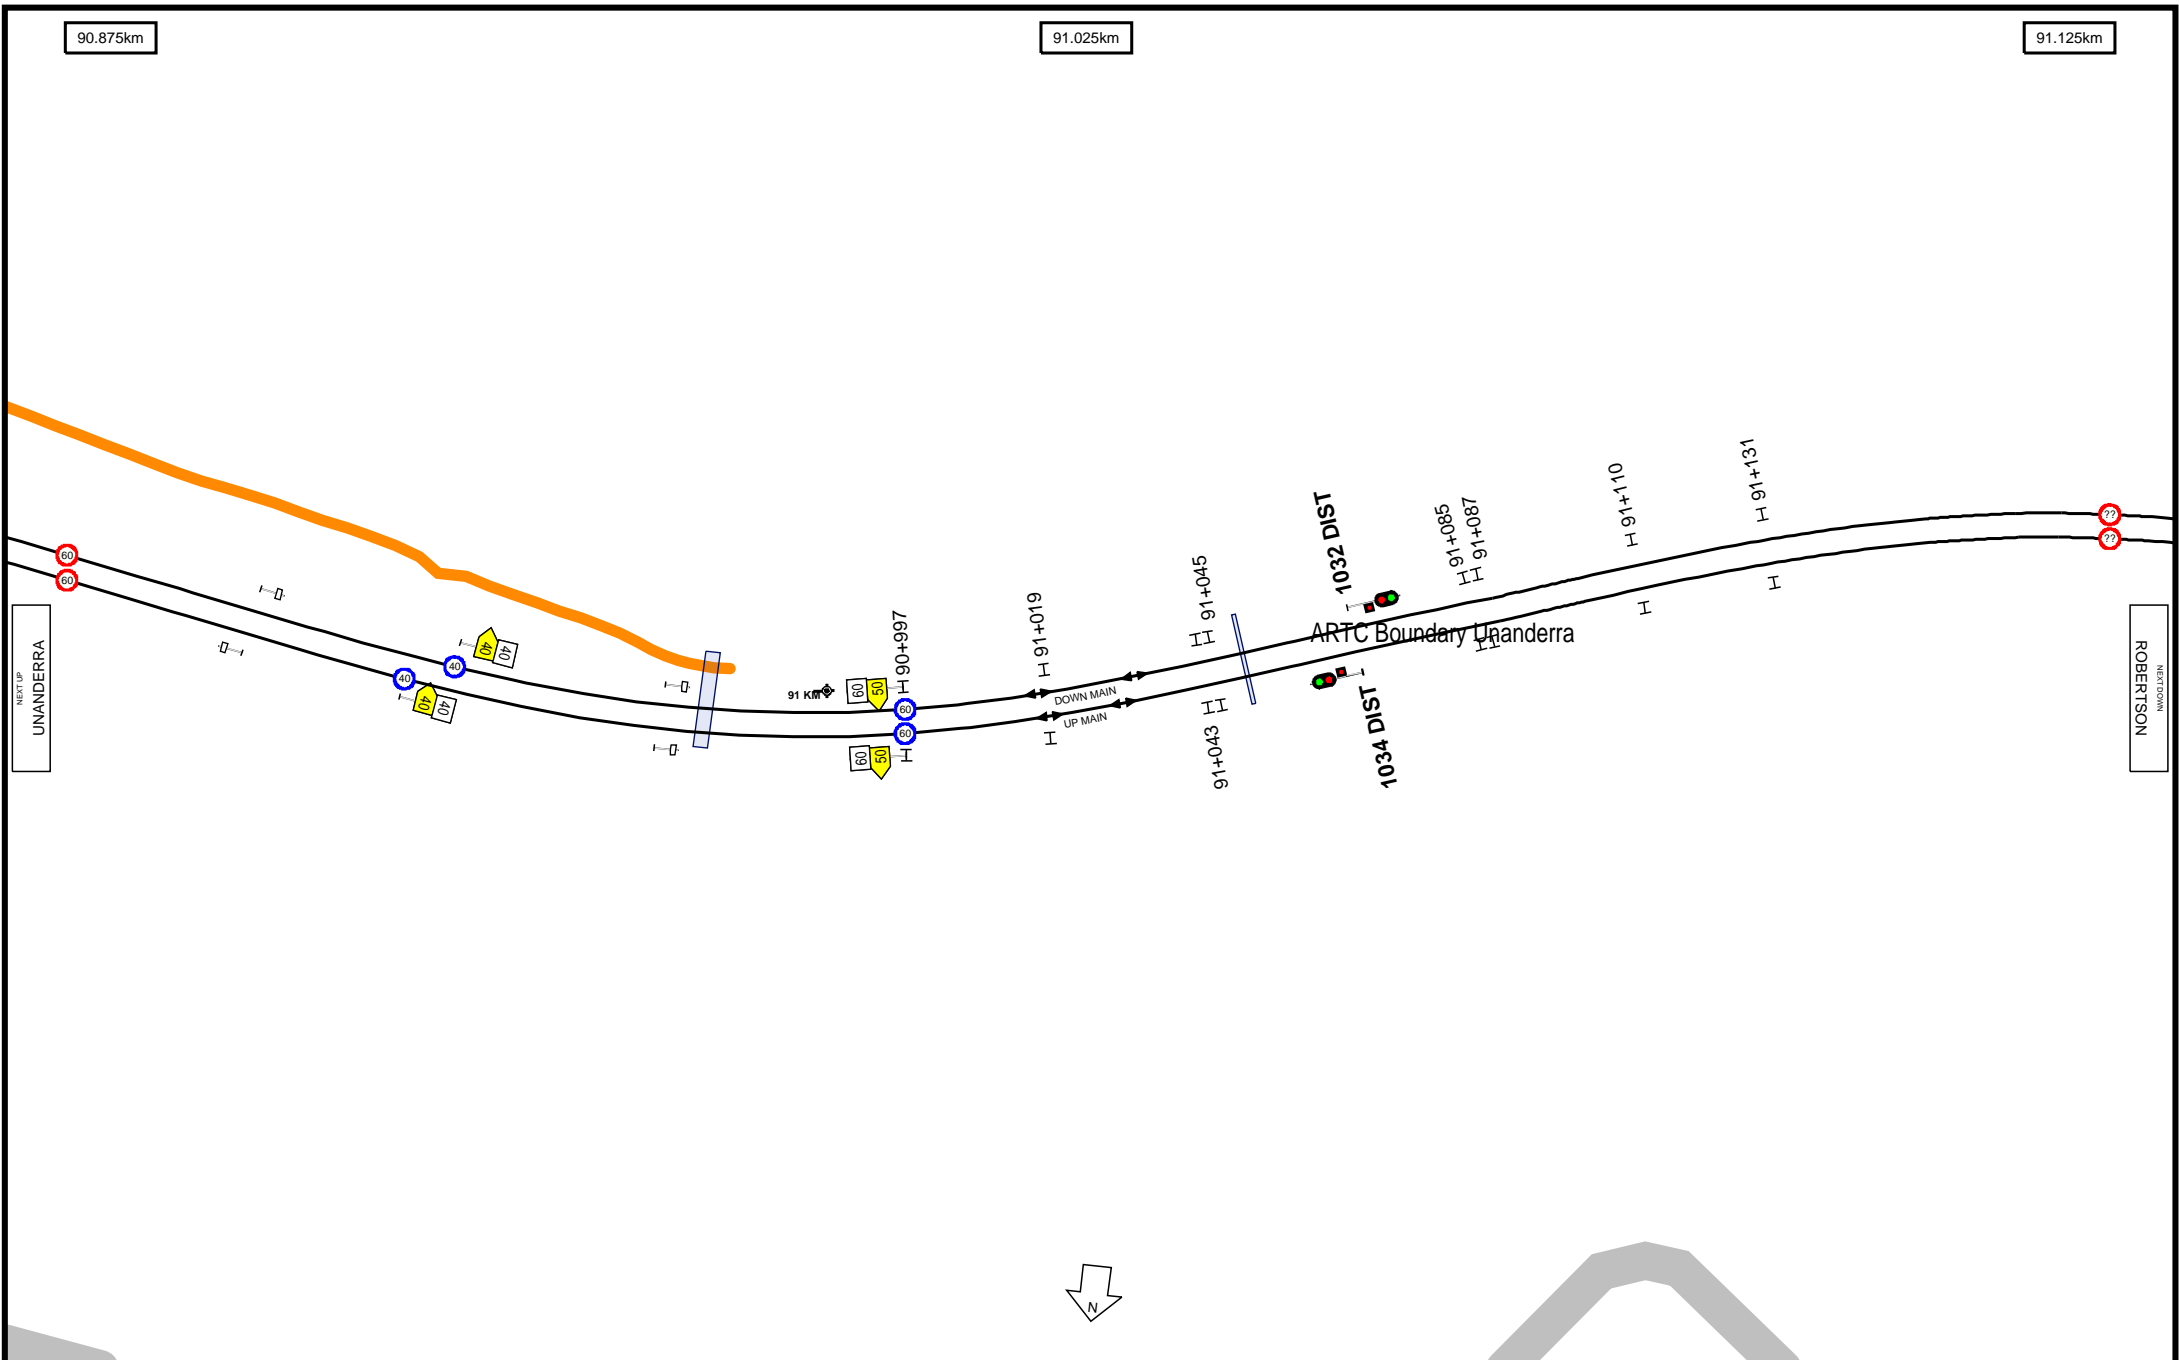 90.875km
91.025km
91.125km
91+131
91+110
1032 DIST
91+085
91+087
91+045
60
60
91+019
90+997
ARTC Boundary Unanderra
??
??
NEXT UP
UNANDERRA
40
40
40
40
40
40
91 KM
60
50
60
DOWN MAIN
UP MAIN
60
60
50
91+043
1034 DIST
NEXT DOWN
ROBERTSON
N